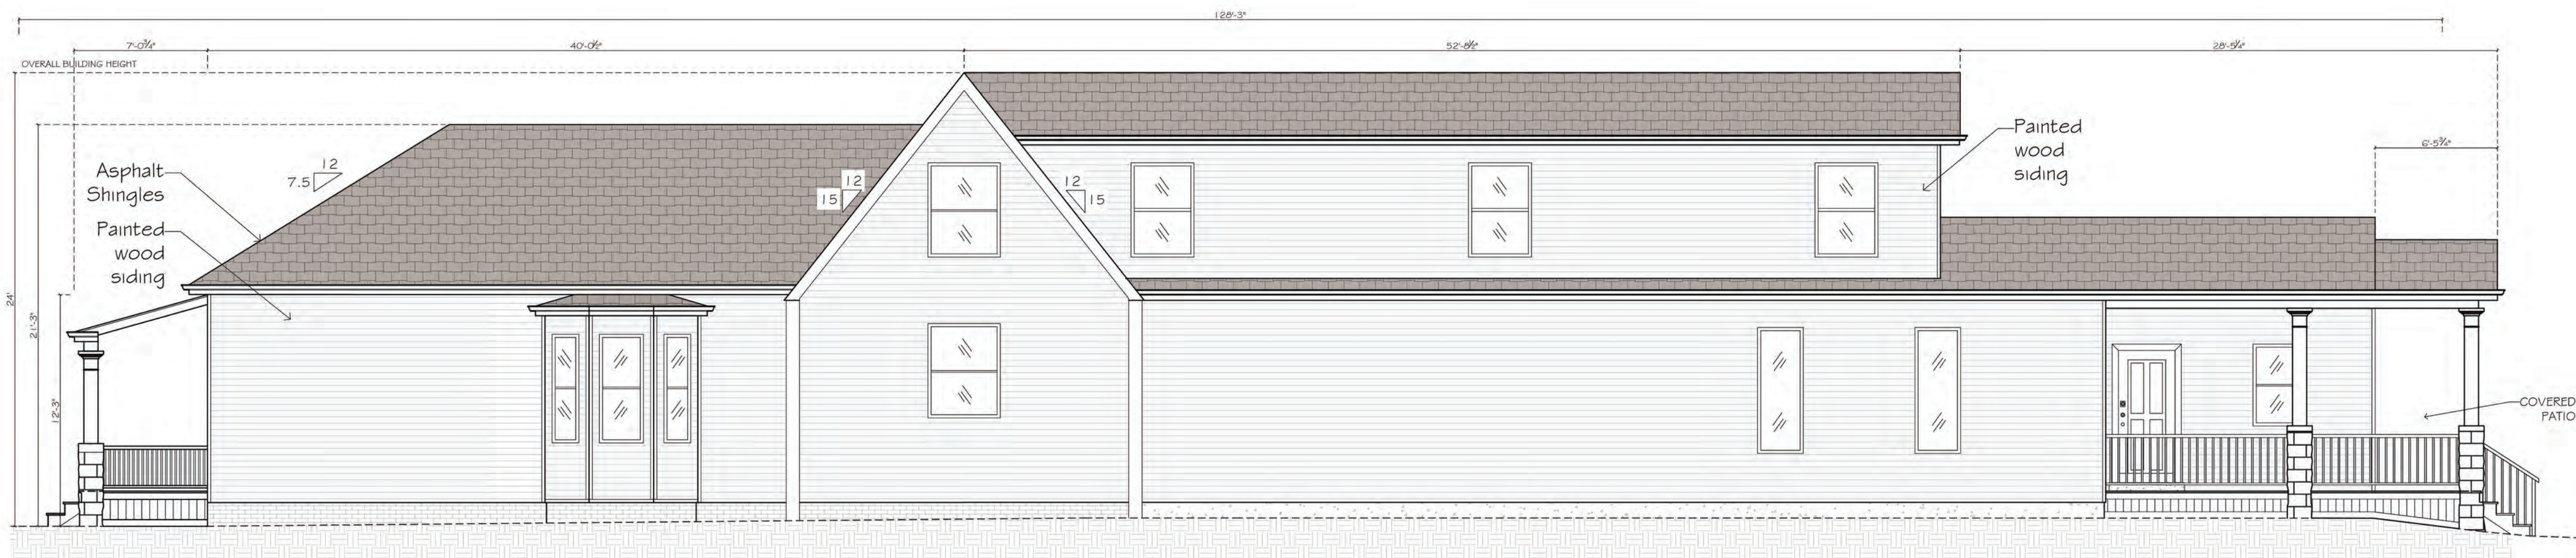 128'-3"
7'-0¾"
40'-0½"
52'-8½"
28'-5¼"
OVERALL BUILDING HEIGHT
24'
21'-3"
12'-3"
Asphalt
Shingles
12
7.5
Painted
wood
siding
12
15
12
15
Painted
wood
siding
6'-5¾"
COVERED
PATIO